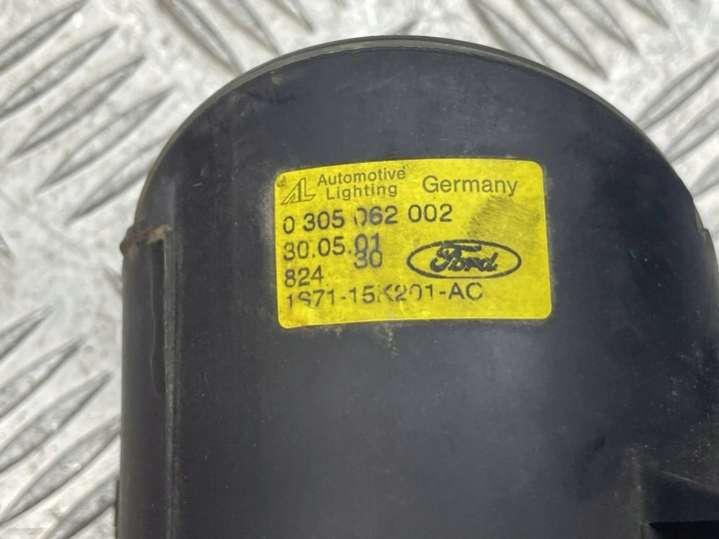 AL Automotive Lighting Germany
0 305 062 002
30.05.01
824 30
Ford
1S71-15K201-AC